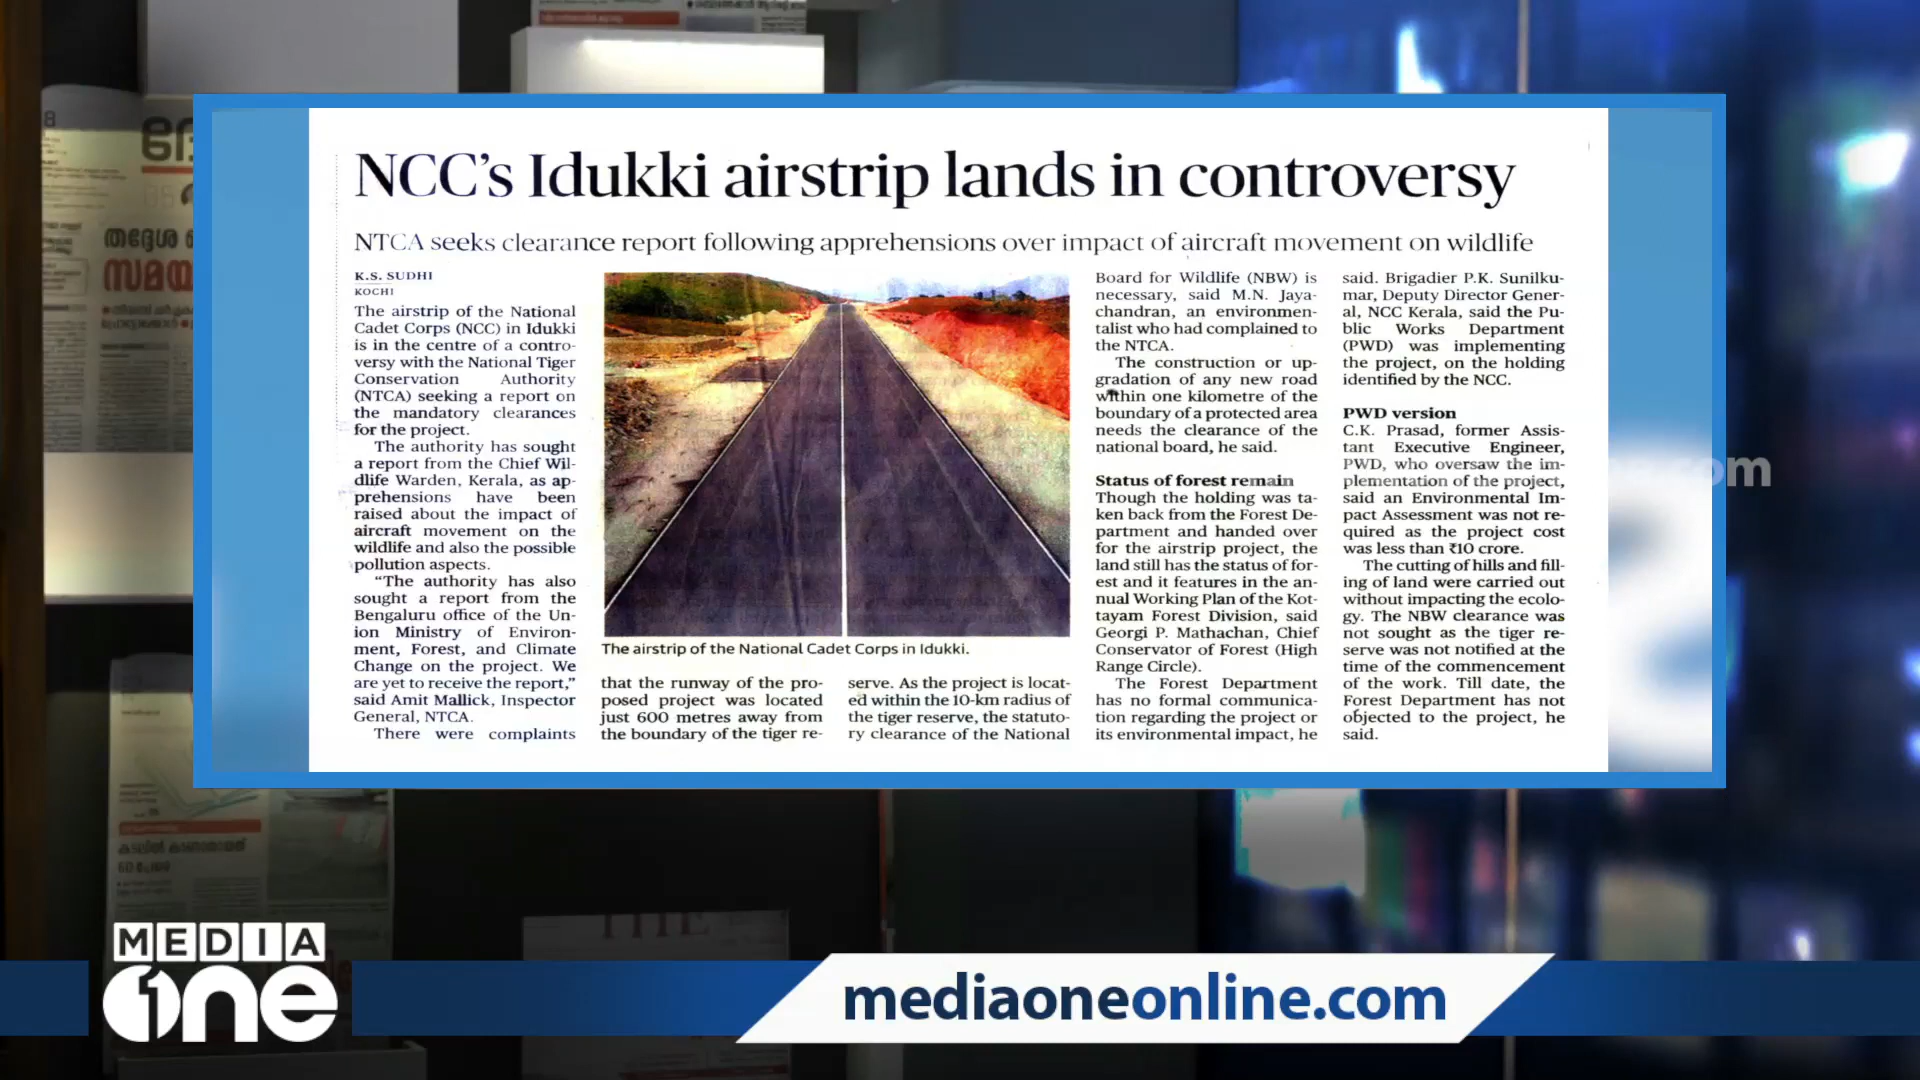 NCC's Idukki airstrip lands in controversy
NTCA seeks clearance report following apprehensions over impact of aircraft movement on wildlife
K.S. SUDHI
KOCHI
The airstrip of the National
Cadet Corps (NCC) in Idukki
is in the centre of a contro-
versy with the National Tiger
Conservation Authority
(NTCA) seeking a report on
the mandatory clearances
for the project.
The authority has sought
a report from the Chief Wil-
dlife Warden, Kerala, as ap-
prehensions have been
raised about the impact of
aircraft movement on the
wildlife and also the possible
pollution aspects.
“The authority has also
sought a report from the
Bengaluru office of the Un-
ion Ministry of Environ-
ment, Forest, and Climate
Change on the project. We
are yet to receive the report,”
said Amit Mallick, Inspector
General, NTCA.
There were complaints
The airstrip of the National Cadet Corps in Idukki.
that the runway of the pro-
posed project was located
just 600 metres away from
the boundary of the tiger re-
serve. As the project is locat-
ed within the 10-km radius of
the tiger reserve, the statuto-
ry clearance of the National
Board for Wildlife (NBW) is
necessary, said M.N. Jaya-
chandran, an environmen-
talist who had complained to
the NTCA.
The construction or up-
gradation of any new road
within one kilometre of the
boundary of a protected area
needs the clearance of the
national board, he said.
Status of forest remain
Though the holding was ta-
ken back from the Forest De-
partment and handed over
for the airstrip project, the
land still has the status of for-
est and it features in the an-
nual Working Plan of the Kot-
tayam Forest Division, said
Georgi P. Mathachan, Chief
Conservator of Forest (High
Range Circle).
The Forest Department
has no formal communica-
tion regarding the project or
its environmental impact, he
said. Brigadier P.K. Sunilku-
mar, Deputy Director Gener-
al, NCC Kerala, said the Pu-
blic Works Department
(PWD) was implementing
the project, on the holding
identified by the NCC.
PWD version
C.K. Prasad, former Assis-
tant Executive Engineer,
PWD, who oversaw the im-
plementation of the project,
said an Environmental Im-
pact Assessment was not re-
quired as the project cost
was less than ₹10 crore.
The cutting of hills and fill-
ing of land were carried out
without impacting the ecolo-
gy. The NBW clearance was
not sought as the tiger re-
serve was not notified at the
time of the commencement
of the work. Till date, the
Forest Department has not
objected to the project, he
said.
തദ്ദേശ
സമയ
കടലിൽ കാണാതായത്
THE
MEDIA
one
mediaoneonline.com